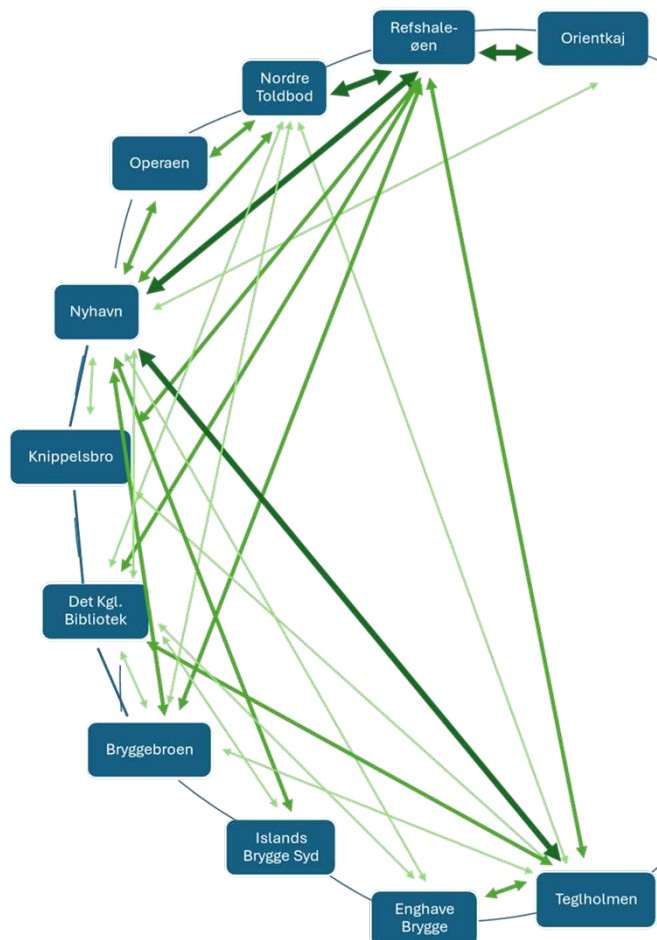 Refshale-
øen
Orientkaj
Nordre
Toldbod
Operaen
Nyhavn
Knippelsbro
Det Kgl.
Bibliotek
Bryggebroen
Islands
Brygge Syd
Teglholmen
Enghave
Brygge